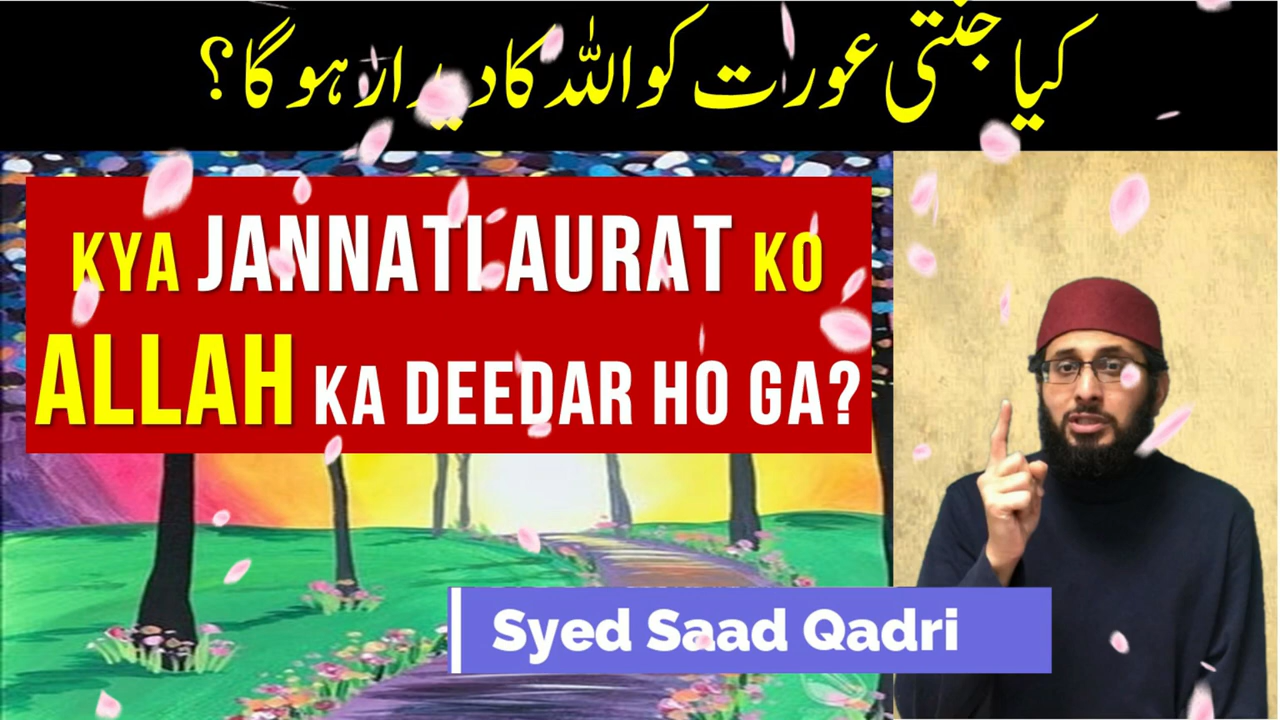 کیا جنتی عورت کو اللہ کا دیدار ہو گا؟
KYA JANNATI AURAT KO
ALLAH KA DEEDAR HO GA?
Syed Saad Qadri